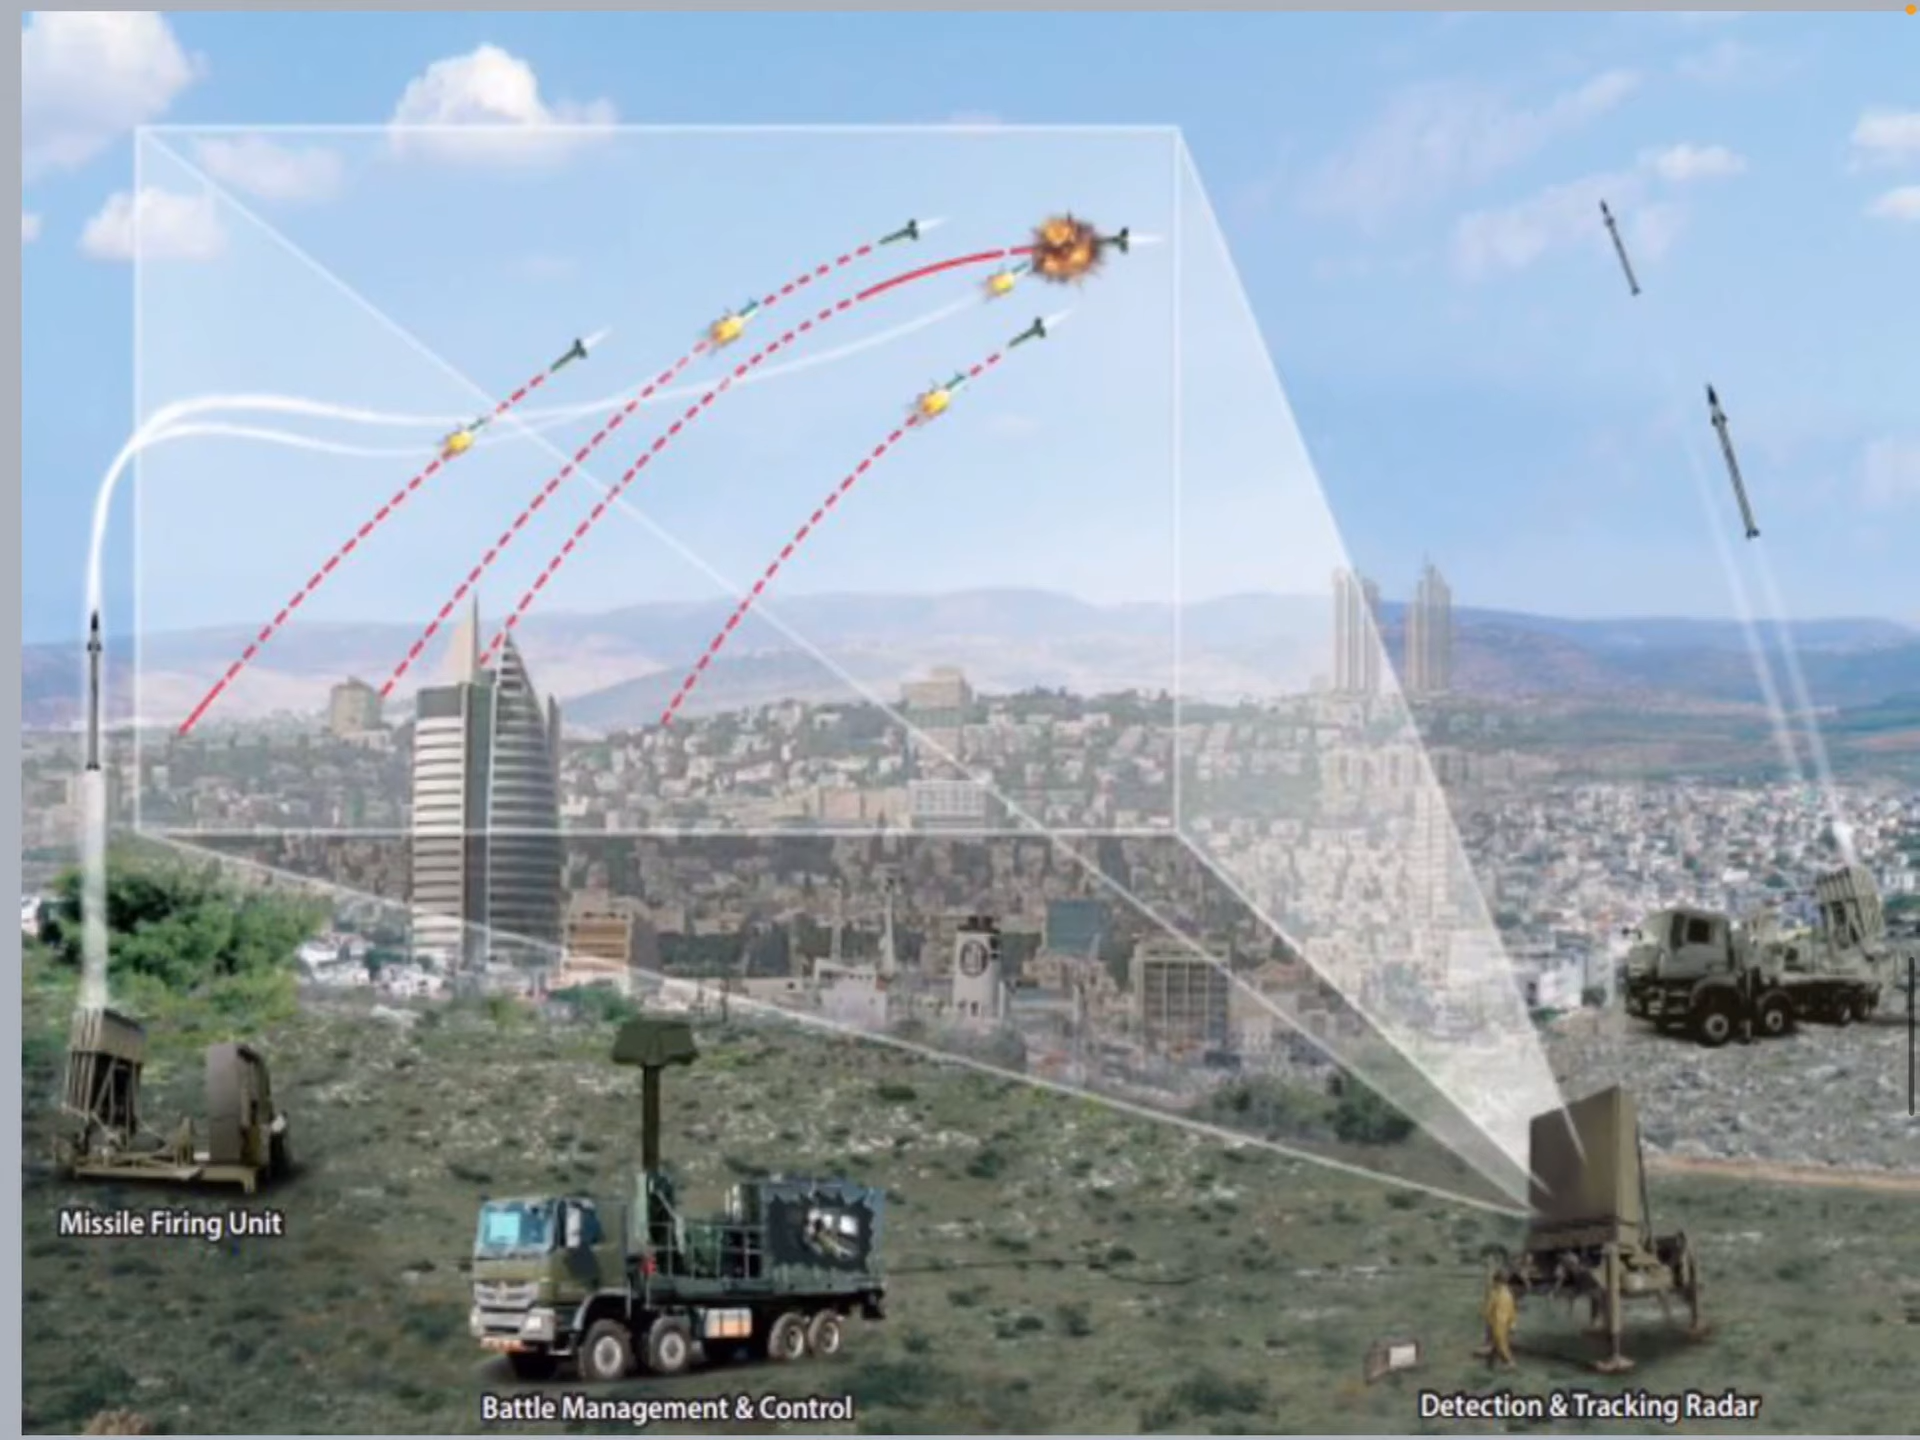 Missile Firing Unit
Battle Management & Control
Detection & Tracking Radar